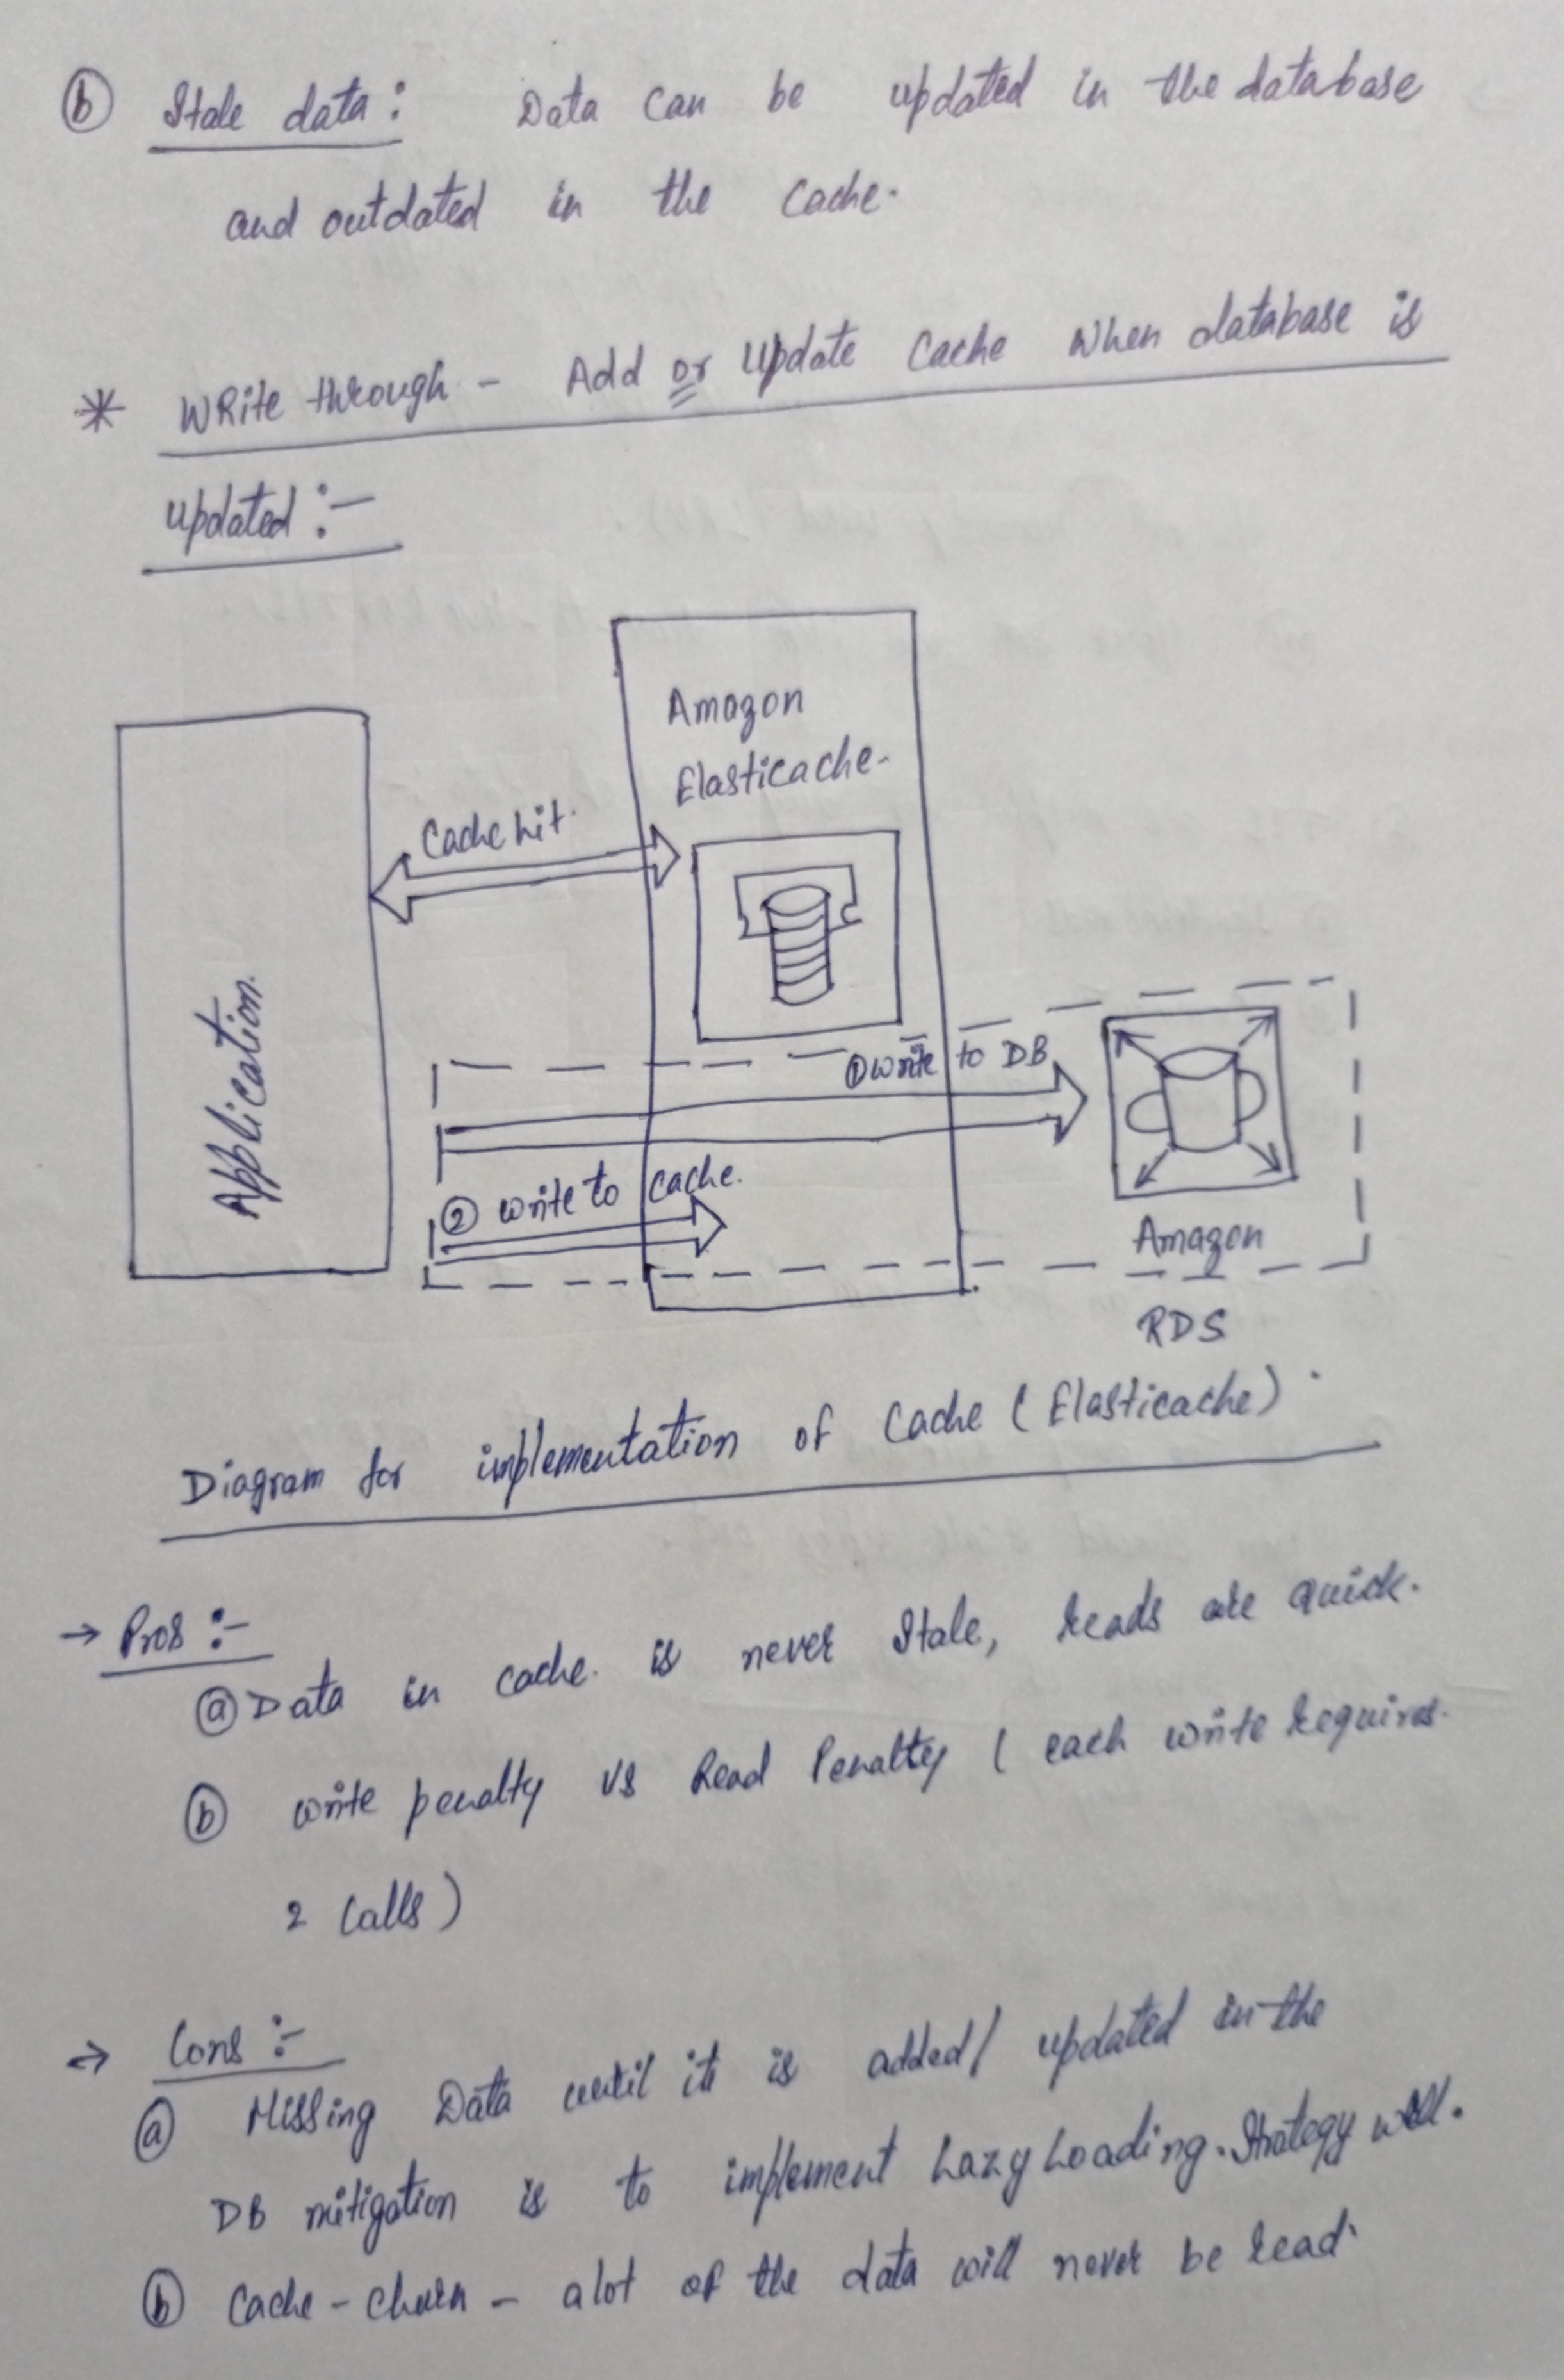 ⓑ Stale data : Data can be updated in the database
and outdated in the cache.
* Write through - Add or update cache when database is
updated :-
Amazon
Elasticache.
Cache hit.
Application.
① write to DB
② write to cache.
Amazon
RDS
Diagram for implementation of cache (Elasticache).
→ Pros :-
ⓐ Data in cache is never stale, reads are quick.
ⓑ write penalty vs Read Penalty ( each write requires
2 calls )
→ Cons :-
ⓐ Missing Data until it is added / updated in the
DB mitigation is to implement Lazy Loading. Strategy well.
ⓑ cache - churn - a lot of the data will never be read